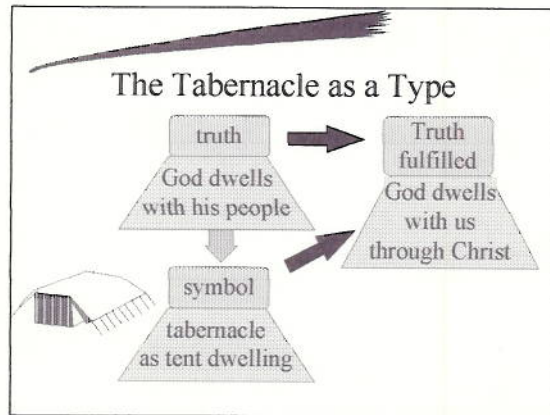 The Tabernacle as a Type
truth
God dwells
with his people
Truth
fulfilled
God dwells
with us
through Christ
symbol
tabernacle
as tent dwelling